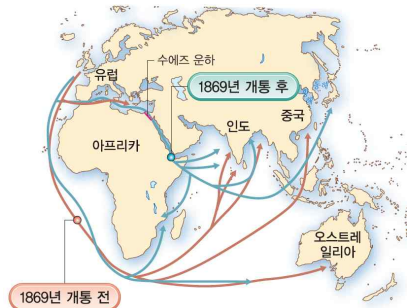 수에즈 운하
유럽
1869년 개통 후
중국
인도
아프리카
오스트레
일리아
1869년 개통 전